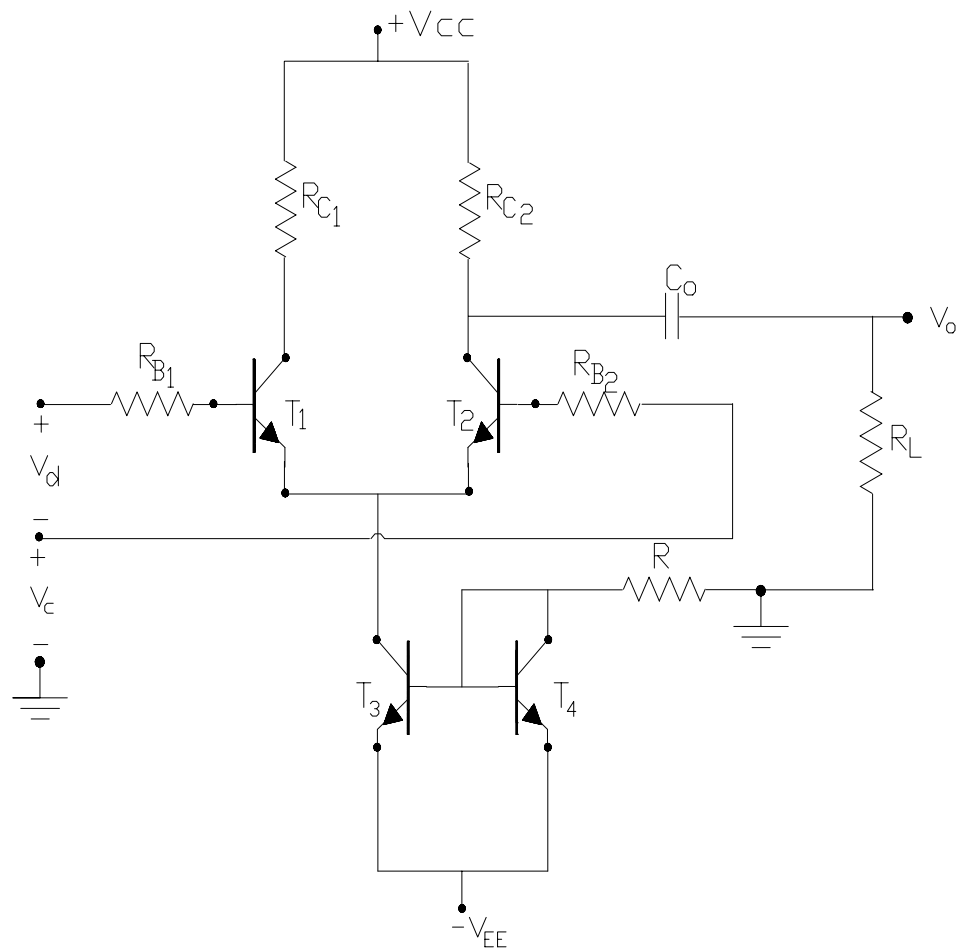 +VCC
RC1
RC2
Co
Vo
RB1
RB2
T1
T2
RL
+
Vd
−
+
Vc
−
R
T3
T4
-VEE